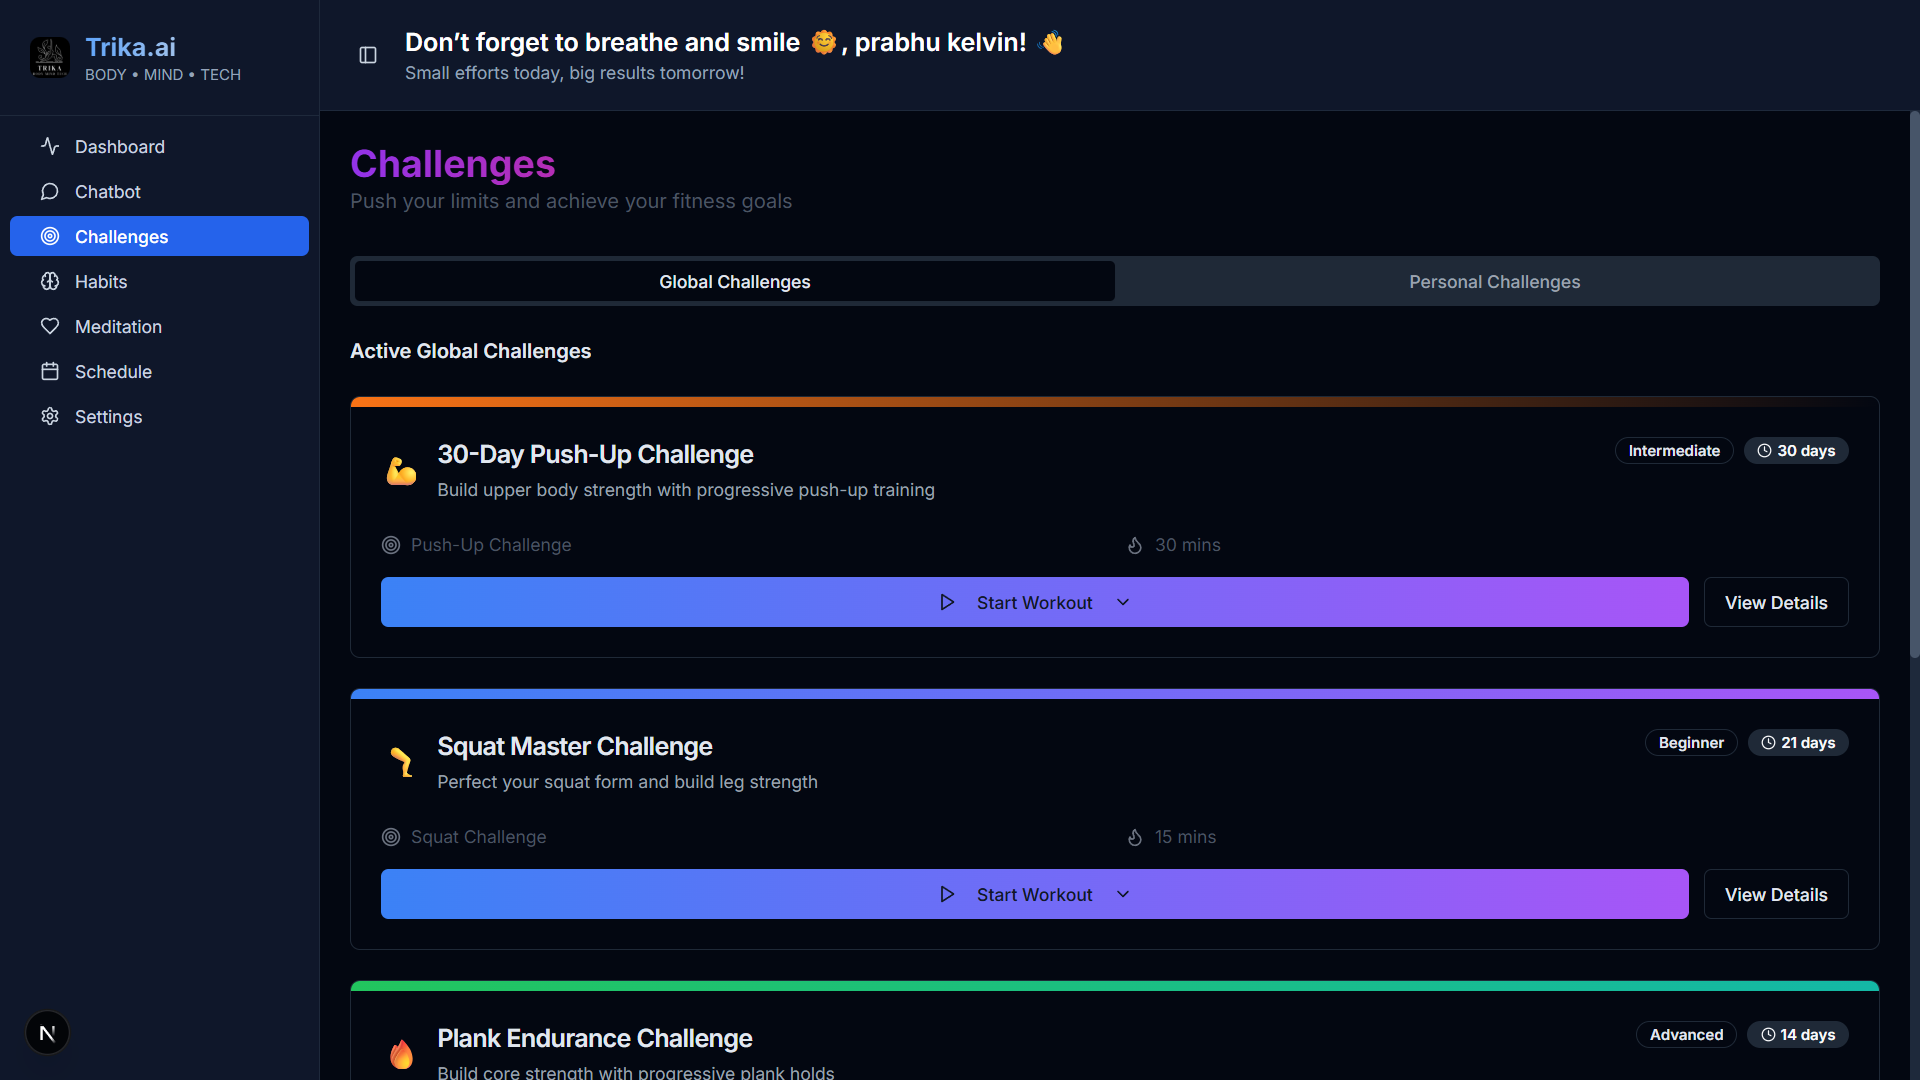 Trika.ai
BODY • MIND • TECH
Dashboard
Chatbot
Challenges
Habits
Meditation
Schedule
Settings
N
Don’t forget to breathe and smile 🌞, prabhu kelvin! 👋
Small efforts today, big results tomorrow!
Challenges
Push your limits and achieve your fitness goals
Global Challenges
Personal Challenges
Active Global Challenges
30-Day Push-Up Challenge
Intermediate
30 days
Build upper body strength with progressive push-up training
Push-Up Challenge
30 mins
Start Workout
View Details
Squat Master Challenge
Beginner
21 days
Perfect your squat form and build leg strength
Squat Challenge
15 mins
Start Workout
View Details
Plank Endurance Challenge
Advanced
14 days
Build core strength with progressive plank holds